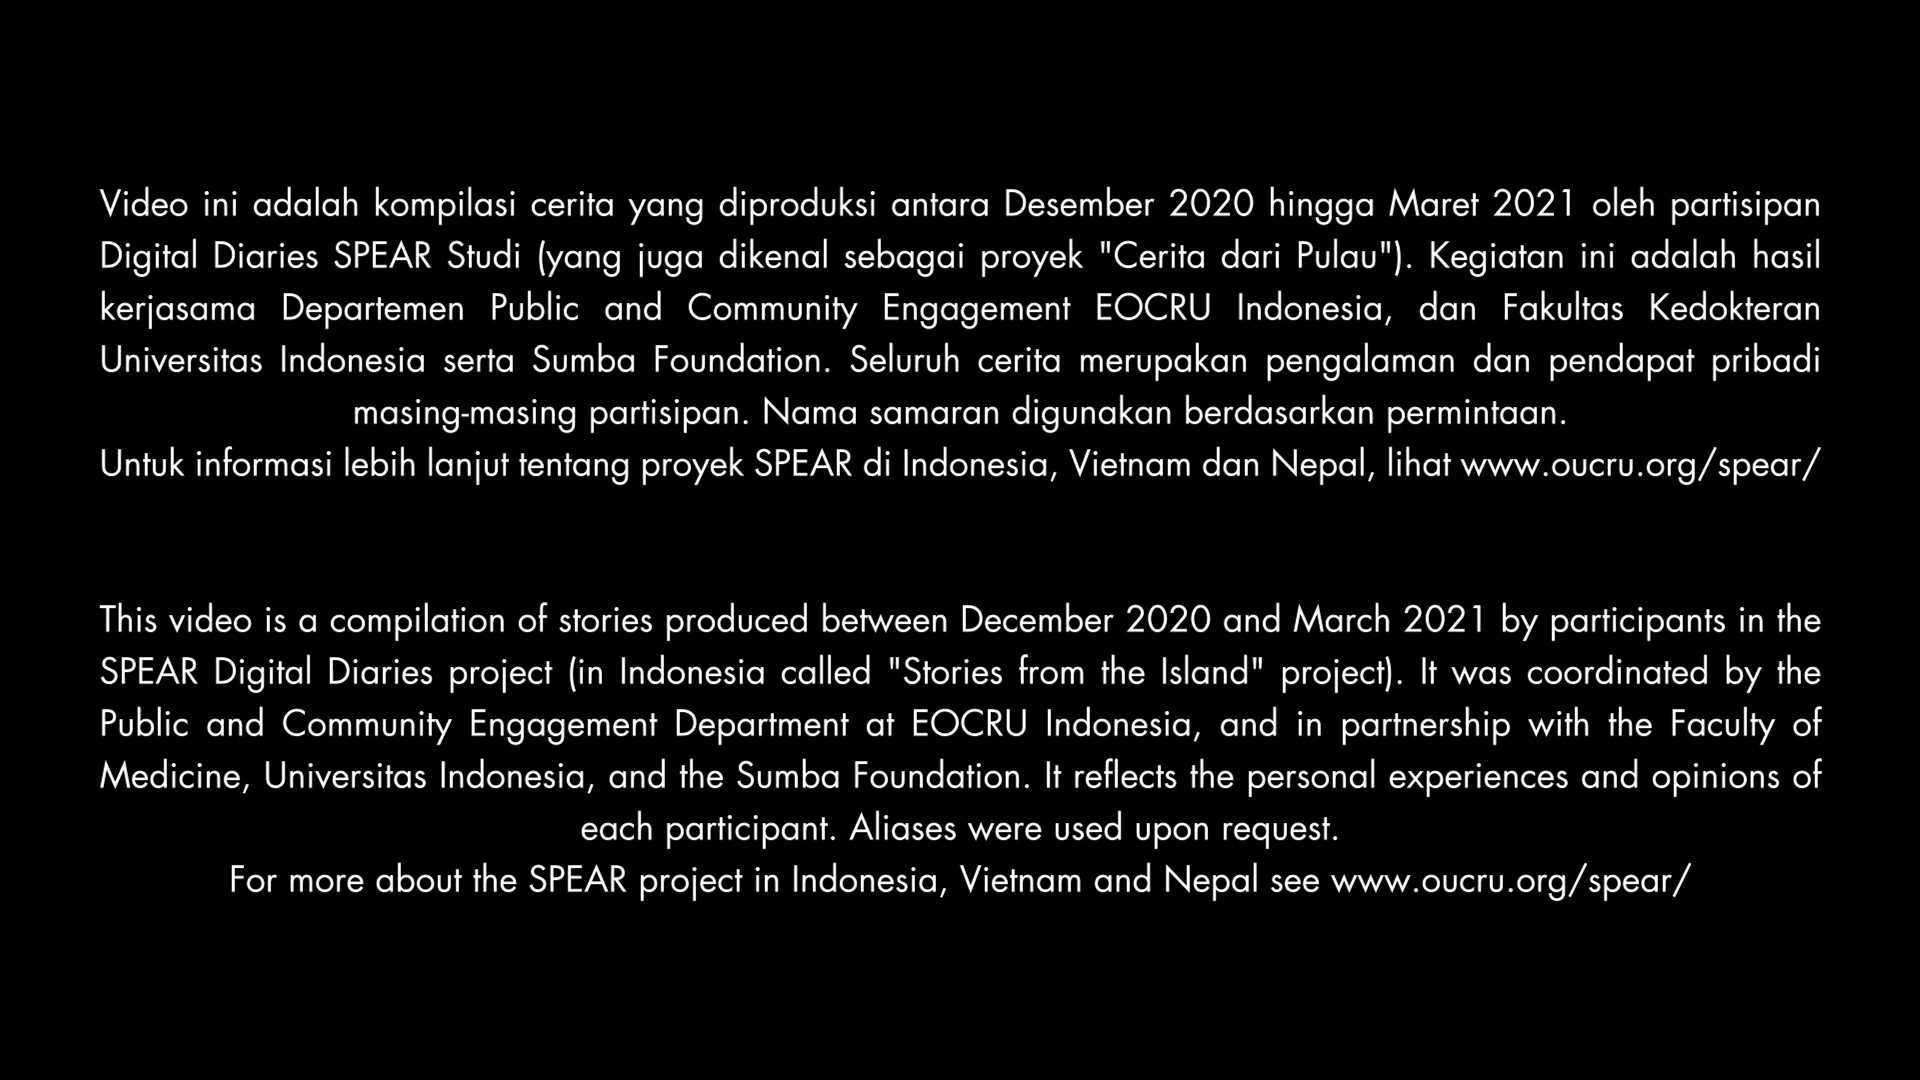 Video ini adalah kompilasi cerita yang diproduksi antara Desember 2020 hingga Maret 2021 oleh partisipan
Digital Diaries SPEAR Studi (yang juga dikenal sebagai proyek "Cerita dari Pulau"). Kegiatan ini adalah hasil
kerjasama Departemen Public and Community Engagement EOCRU Indonesia, dan Fakultas Kedokteran
Universitas Indonesia serta Sumba Foundation. Seluruh cerita merupakan pengalaman dan pendapat pribadi
masing-masing partisipan. Nama samaran digunakan berdasarkan permintaan.
Untuk informasi lebih lanjut tentang proyek SPEAR di Indonesia, Vietnam dan Nepal, lihat www.oucru.org/spear/
This video is a compilation of stories produced between December 2020 and March 2021 by participants in the
SPEAR Digital Diaries project (in Indonesia called "Stories from the Island" project). It was coordinated by the
Public and Community Engagement Department at EOCRU Indonesia, and in partnership with the Faculty of
Medicine, Universitas Indonesia, and the Sumba Foundation. It reflects the personal experiences and opinions of
each participant. Aliases were used upon request.
For more about the SPEAR project in Indonesia, Vietnam and Nepal see www.oucru.org/spear/